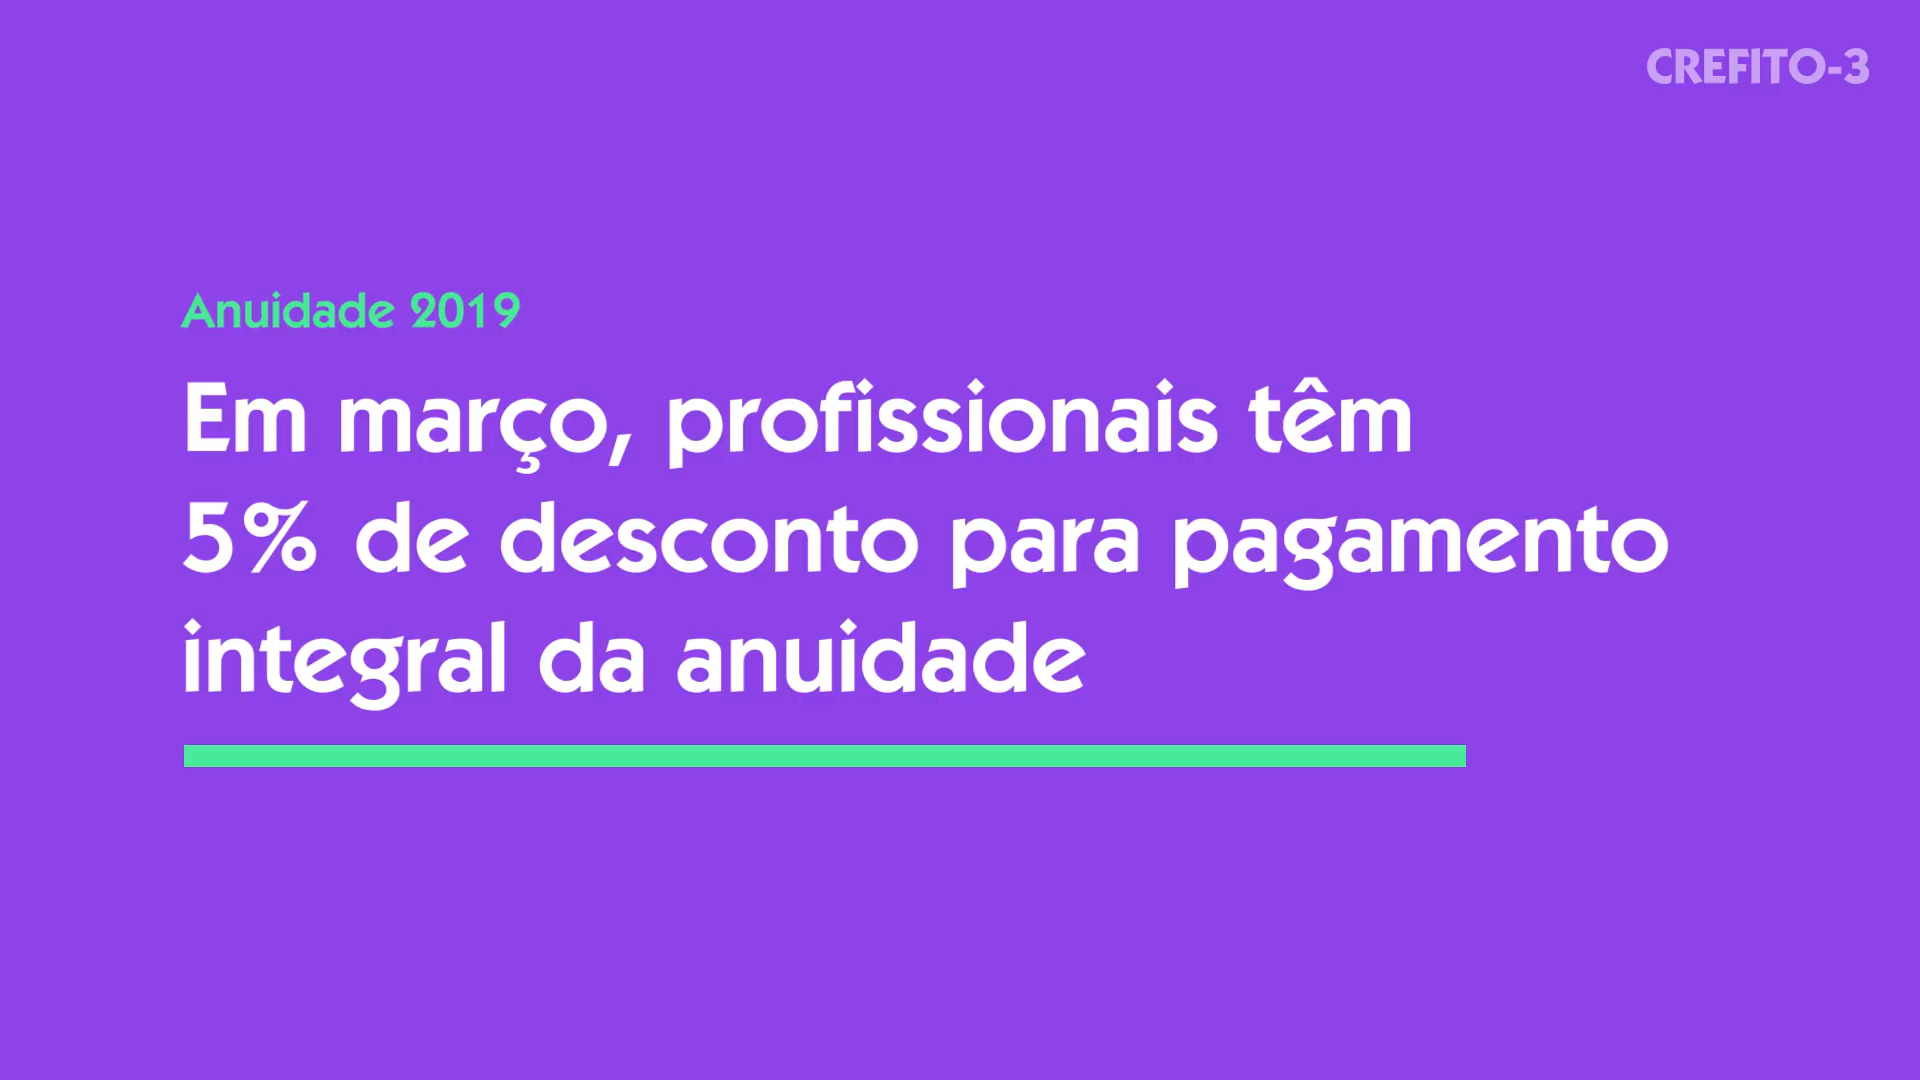 CREFITO-3
Anuidade 2019
Em março, profissionais têm
5% de desconto para pagamento
integral da anuidade